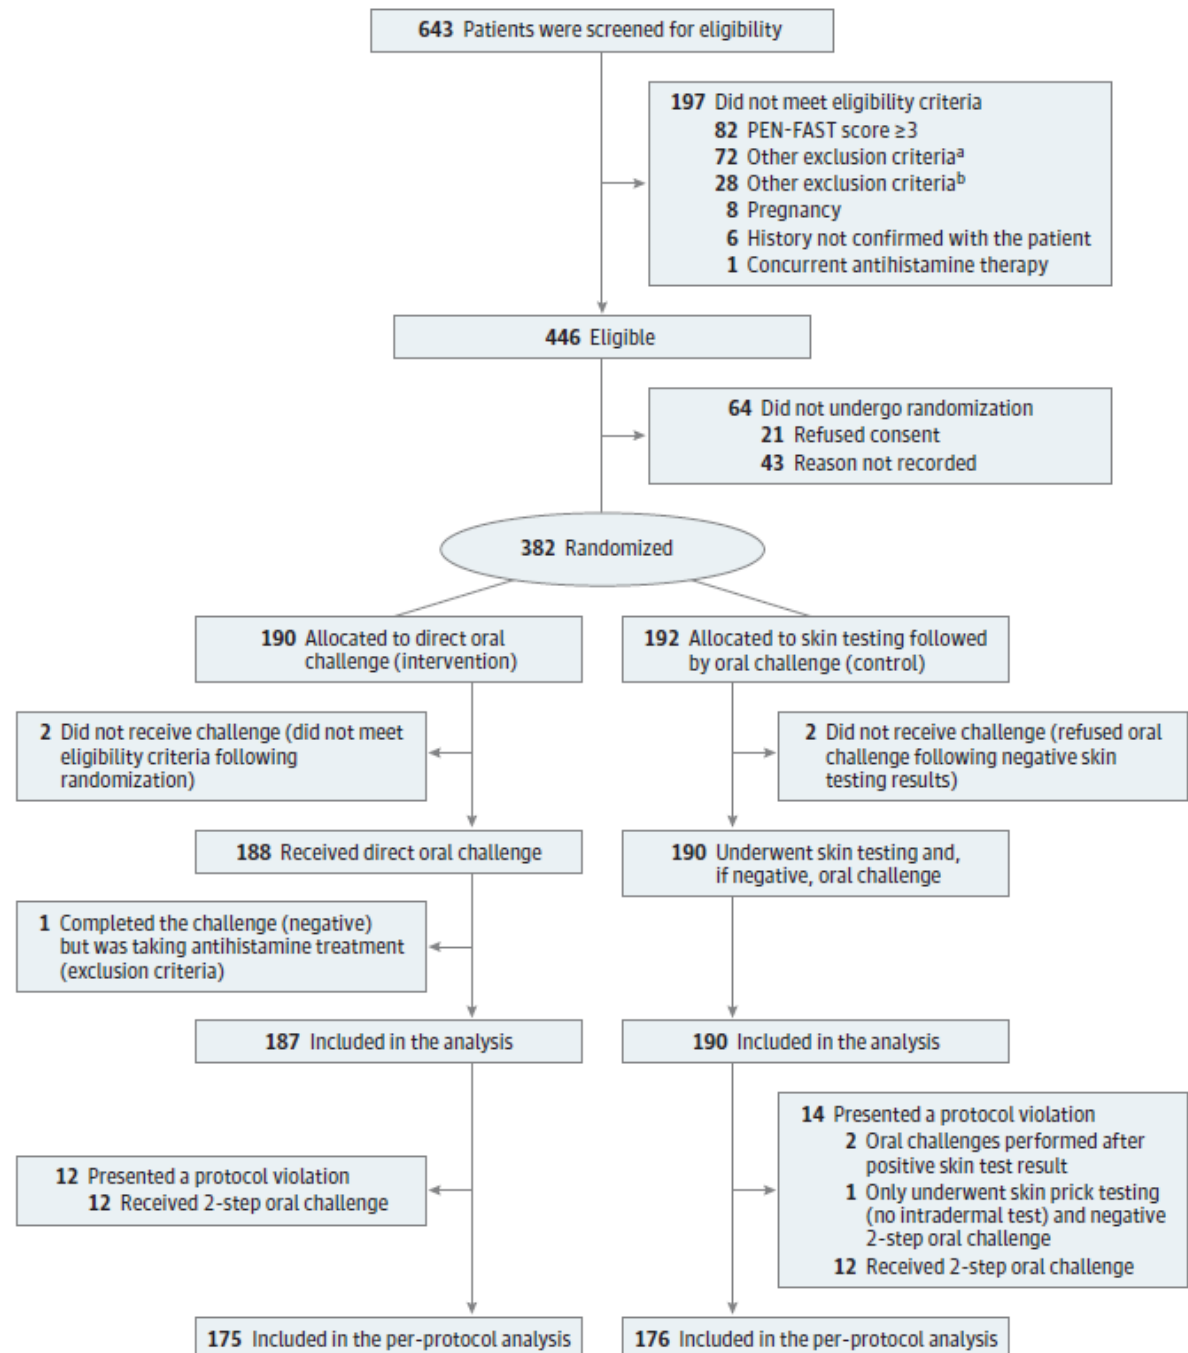 643 Patients were screened for eligibility
197 Did not meet eligibility criteria
82 PEN-FAST score ≥3
72 Other exclusion criteriaᵃ
28 Other exclusion criteriaᵇ
8 Pregnancy
6 History not confirmed with the patient
1 Concurrent antihistamine therapy
446 Eligible
64 Did not undergo randomization
21 Refused consent
43 Reason not recorded
382 Randomized
190 Allocated to direct oral
challenge (intervention)
192 Allocated to skin testing followed
by oral challenge (control)
2 Did not receive challenge (did not meet
eligibility criteria following
randomization)
2 Did not receive challenge (refused oral
challenge following negative skin
testing results)
188 Received direct oral challenge
190 Underwent skin testing and,
if negative, oral challenge
1 Completed the challenge (negative)
but was taking antihistamine treatment
(exclusion criteria)
187 Included in the analysis
190 Included in the analysis
12 Presented a protocol violation
12 Received 2-step oral challenge
14 Presented a protocol violation
2 Oral challenges performed after
positive skin test result
1 Only underwent skin prick testing
(no intradermal test) and negative
2-step oral challenge
12 Received 2-step oral challenge
175 Included in the per-protocol analysis
176 Included in the per-protocol analysis